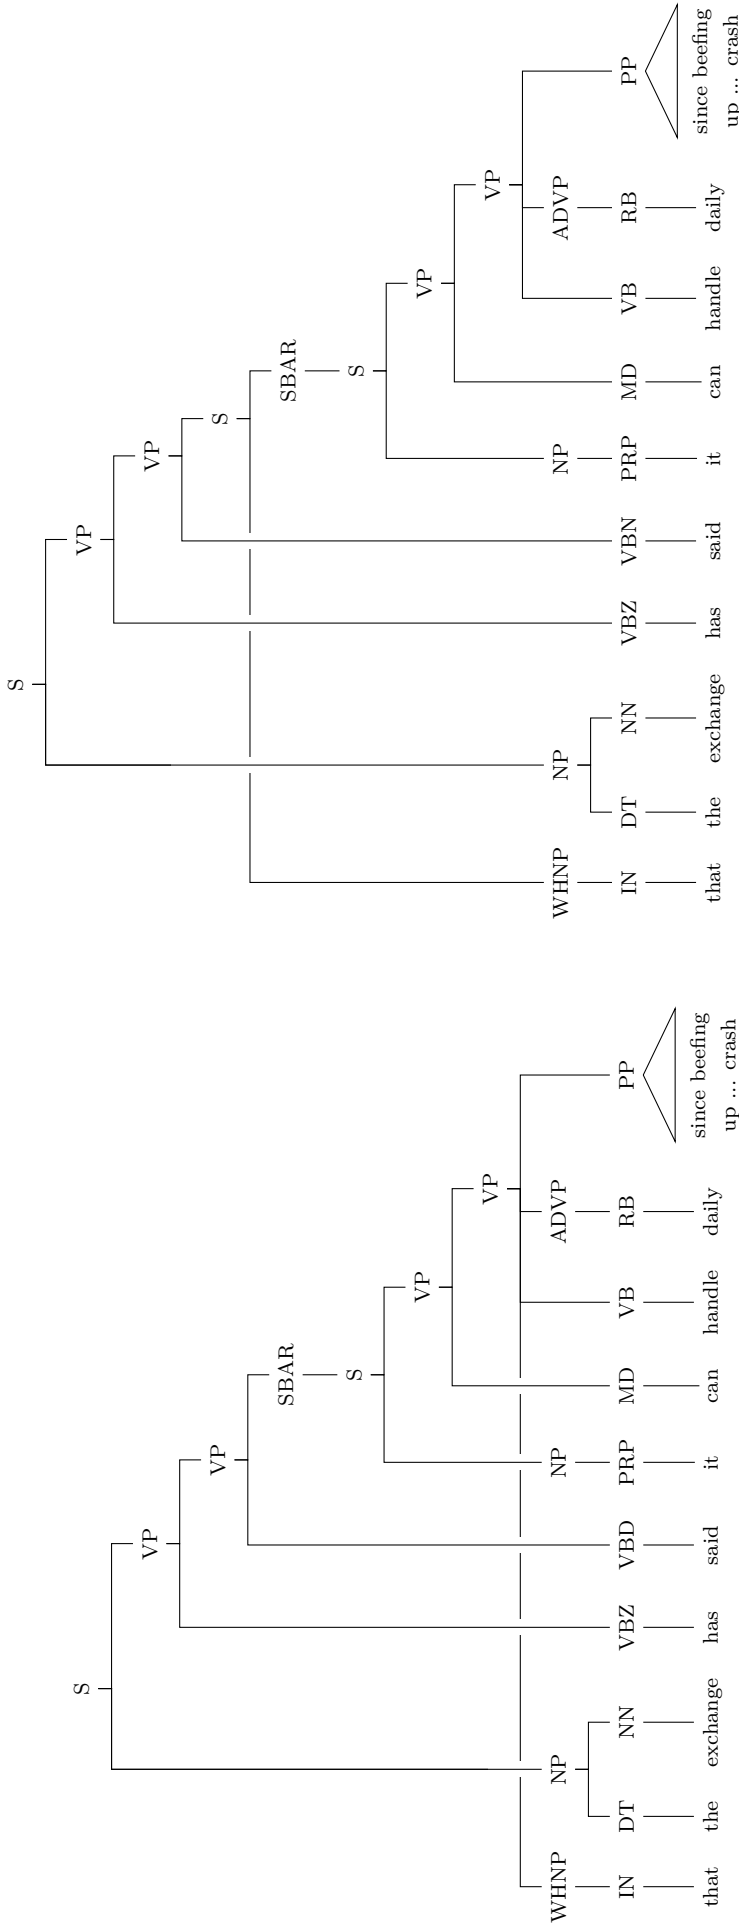 S
VP
VP
SBAR
S
VP
VP
WHNP NP NP ADVP
IN DT NN VBZ VBD PRP MD VB RB PP
that the exchange has said it can handle daily since beefing
up ... crash
S
VP
VP
S
SBAR
S
VP
VP
WHNP NP NP ADVP
IN DT NN VBZ VBN PRP MD VB RB PP
that the exchange has said it can handle daily since beefing
up ... crash